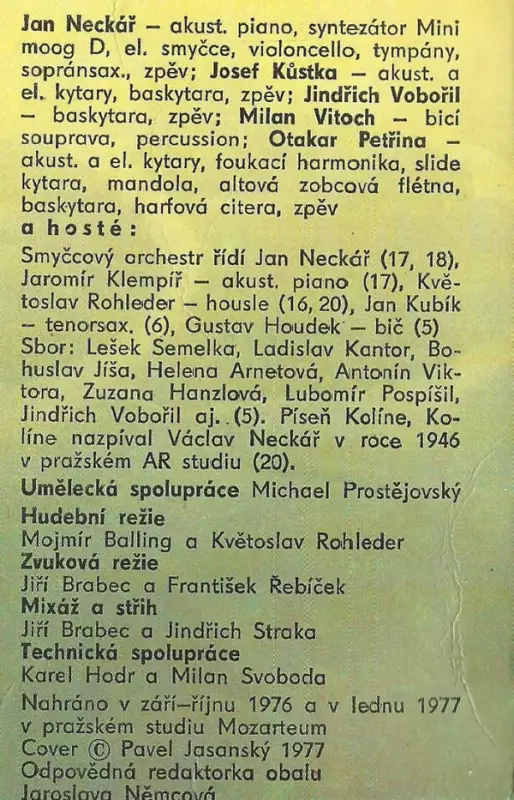 Jan Neckář – akust. piano, syntezátor Mini
moog D, el. smyčce, violoncello, tympány,
sopránsax., zpěv; Josef Kůstka – akust. a
el. kytary, baskytara, zpěv; Jindřich Vobořil
– baskytara, zpěv; Milan Vitoch – bicí
souprava, percussion; Otakar Petřina –
akust. a el. kytary, foukací harmonika, slide
kytara, mandola, altová zobcová flétna,
baskytara, harfová citera, zpěv
a hosté:
Smyčcový orchestr řídí Jan Neckář (17, 18),
Jaromír Klempíř – akust. piano (17), Kvě-
toslav Rohleder – housle (16, 20), Jan Kubík
– tenorsax. (6), Gustav Houdek – bič (5)
Sbor: Lešek Semelka, Ladislav Kantor, Bo-
huslav Jíša, Helena Arnetová, Antonín Vik-
tora, Zuzana Hanzlová, Lubomír Pospíšil,
Jindřich Vobořil aj. (5). Píseň Kolíne, Ko-
líne nazpíval Václav Neckář v roce 1946
v pražském AR studiu (20).
Umělecká spolupráce Michael Prostějovský
Hudební režie
Mojmír Balling a Květoslav Rohleder
Zvuková režie
Jiří Brabec a František Řebíček
Mixáž a střih
Jiří Brabec a Jindřich Straka
Technická spolupráce
Karel Hodr a Milan Svoboda
Nahráno v září–říjnu 1976 a v lednu 1977
v pražském studiu Mozarteum
Cover © Pavel Jasanský 1977
Odpovědná redaktorka obalu
Jaroslava Němcová